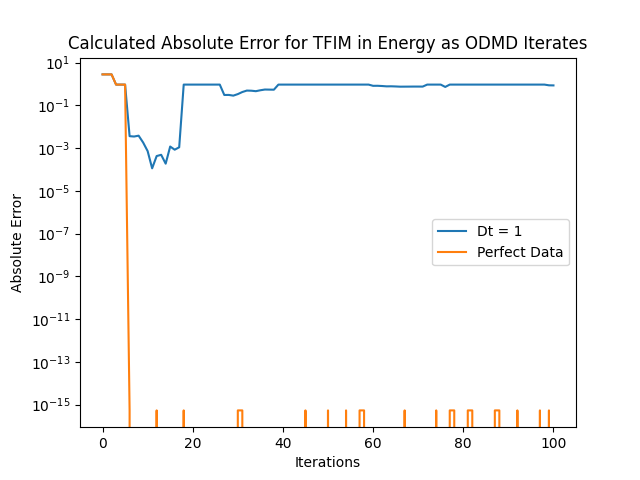 Calculated Absolute Error for TFIM in Energy as ODMD Iterates
Absolute Error
10¹
10⁻¹
10⁻³
10⁻⁵
10⁻⁷
10⁻⁹
10⁻¹¹
10⁻¹³
10⁻¹⁵
Dt = 1
Perfect Data
0 20 40 60 80 100
Iterations